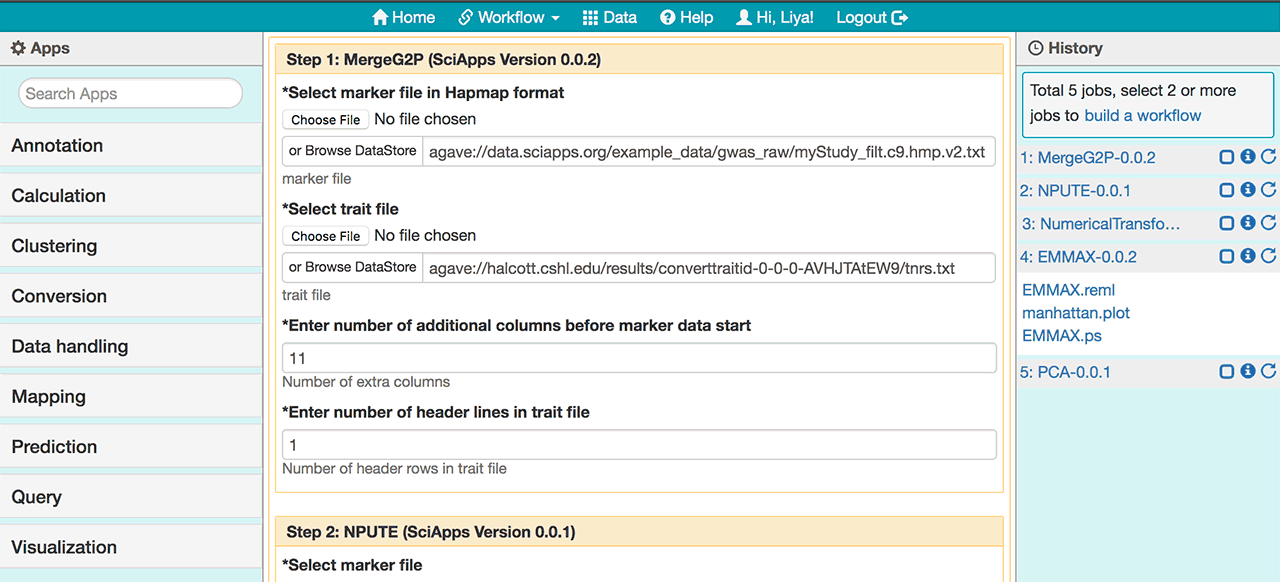 Home Workflow Data Help Hi, Liya! Logout
Apps
Search Apps
Annotation
Calculation
Clustering
Conversion
Data handling
Mapping
Prediction
Query
Visualization
Step 1: MergeG2P (SciApps Version 0.0.2)
*Select marker file in Hapmap format
Choose File No file chosen
or Browse DataStore agave://data.sciapps.org/example_data/gwas_raw/myStudy_filt.c9.hmp.v2.txt
marker file
*Select trait file
Choose File No file chosen
or Browse DataStore agave://halcott.cshl.edu/results/converttraitid-0-0-0-AVHJTAtEW9/tnrs.txt
trait file
*Enter number of additional columns before marker data start
11
Number of extra columns
*Enter number of header lines in trait file
1
Number of header rows in trait file
Step 2: NPUTE (SciApps Version 0.0.1)
*Select marker file
History
Total 5 jobs, select 2 or more
jobs to build a workflow
1: MergeG2P-0.0.2
2: NPUTE-0.0.1
3: NumericalTransfo...
4: EMMAX-0.0.2
EMMAX.reml
manhattan.plot
EMMAX.ps
5: PCA-0.0.1